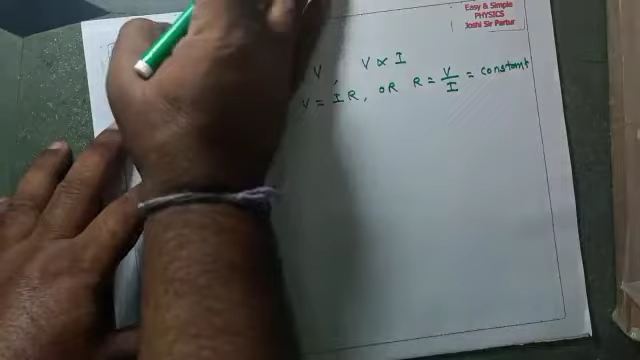 Easy & Simple
PHYSICS
Joshi Sir Partur
V V ∝ I
V = IR, OR R = V/I = constant